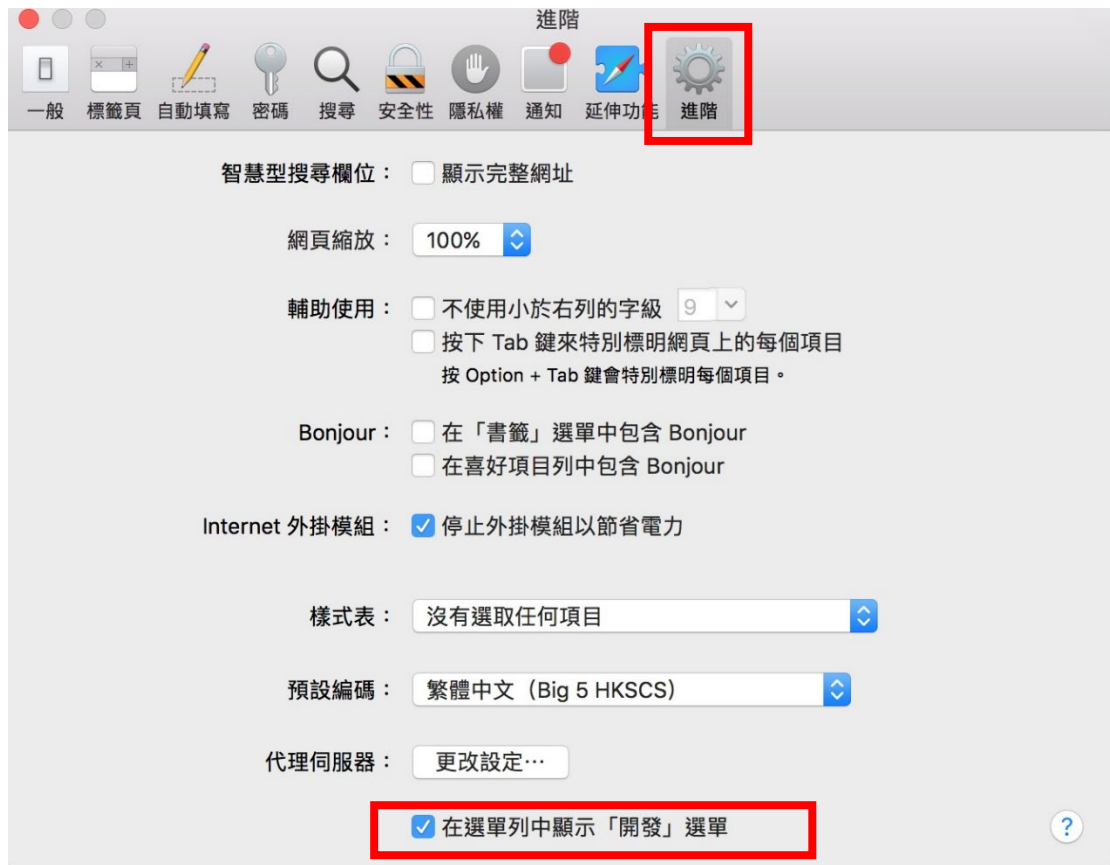 進階
一般 標籤頁 自動填寫 密碼 搜尋 安全性 隱私權 通知 延伸功能 進階
智慧型搜尋欄位： 顯示完整網址
網頁縮放： 100%
輔助使用： 不使用小於右列的字級 9
按下 Tab 鍵來特別標明網頁上的每個項目
按 Option + Tab 鍵會特別標明每個項目。
Bonjour： 在「書籤」選單中包含 Bonjour
在喜好項目列中包含 Bonjour
Internet 外掛模組： 停止外掛模組以節省電力
樣式表： 沒有選取任何項目
預設編碼： 繁體中文（Big 5 HKSCS）
代理伺服器： 更改設定⋯
在選單列中顯示「開發」選單
?